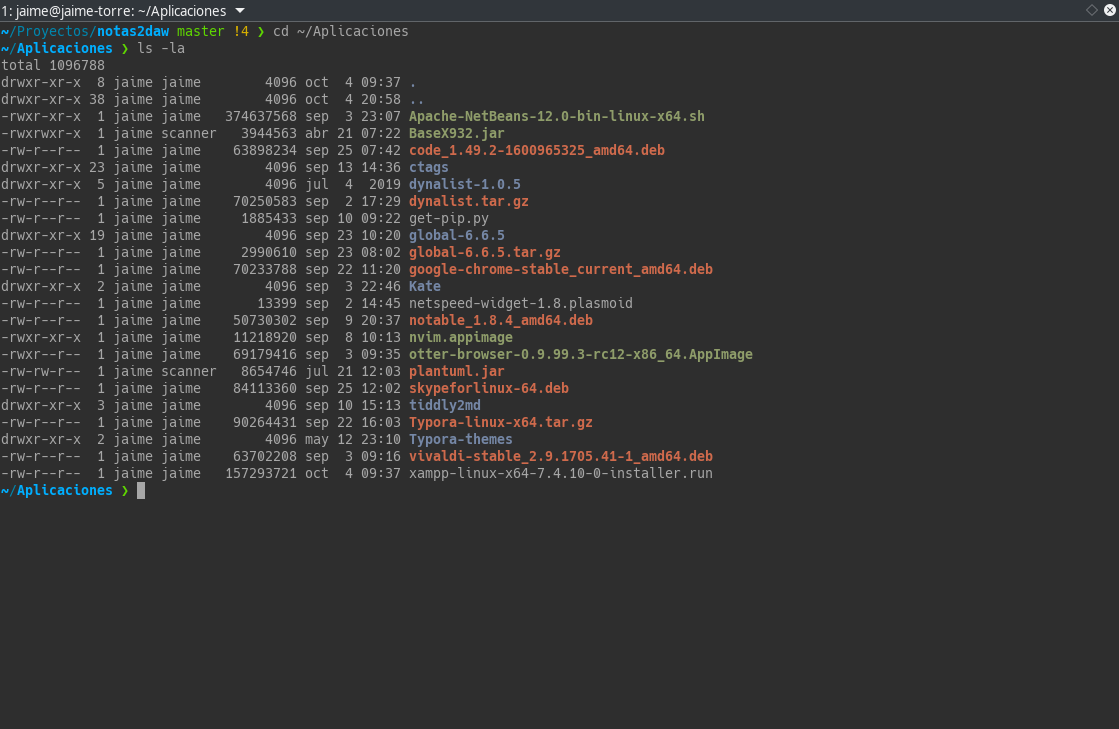 1: jaime@jaime-torre: ~/Aplicaciones
~/Proyectos/notas2daw master !4 ❯ cd ~/Aplicaciones
~/Aplicaciones ❯ ls -la
total 1096788
drwxr-xr-x  8 jaime jaime        4096 oct  4 09:37 .
drwxr-xr-x 38 jaime jaime        4096 oct  4 20:58 ..
-rwxr-xr-x  1 jaime jaime   374637568 sep  3 23:07 Apache-NetBeans-12.0-bin-linux-x64.sh
-rwxrwxr-x  1 jaime scanner   3944563 abr 21 07:22 BaseX932.jar
-rw-r--r--  1 jaime jaime    63898234 sep 25 07:42 code_1.49.2-1600965325_amd64.deb
drwxr-xr-x 23 jaime jaime        4096 sep 13 14:36 ctags
drwxr-xr-x  5 jaime jaime        4096 jul  4  2019 dynalist-1.0.5
-rw-r--r--  1 jaime jaime    70250583 sep  2 17:29 dynalist.tar.gz
-rw-r--r--  1 jaime jaime     1885433 sep 10 09:22 get-pip.py
drwxr-xr-x 19 jaime jaime        4096 sep 23 10:20 global-6.6.5
-rw-r--r--  1 jaime jaime     2990610 sep 23 08:02 global-6.6.5.tar.gz
-rw-r--r--  1 jaime jaime    70233788 sep 22 11:20 google-chrome-stable_current_amd64.deb
drwxr-xr-x  2 jaime jaime        4096 sep  3 22:46 Kate
-rw-r--r--  1 jaime jaime       13399 sep  2 14:45 netspeed-widget-1.8.plasmoid
-rw-r--r--  1 jaime jaime    50730302 sep  9 20:37 notable_1.8.4_amd64.deb
-rwxr-xr-x  1 jaime jaime    11218920 sep  8 10:13 nvim.appimage
-rwxr-xr-x  1 jaime jaime    69179416 sep  3 09:35 otter-browser-0.9.99.3-rc12-x86_64.AppImage
-rw-rw-r--  1 jaime scanner   8654746 jul 21 12:03 plantuml.jar
-rw-r--r--  1 jaime jaime    84113360 sep 25 12:02 skypeforlinux-64.deb
drwxr-xr-x  3 jaime jaime        4096 sep 10 15:13 tiddly2md
-rw-r--r--  1 jaime jaime    90264431 sep 22 16:03 Typora-linux-x64.tar.gz
drwxr-xr-x  2 jaime jaime        4096 may 12 23:10 Typora-themes
-rw-r--r--  1 jaime jaime    63702208 sep  3 09:16 vivaldi-stable_2.9.1705.41-1_amd64.deb
-rw-r--r--  1 jaime jaime   157293721 oct  4 09:37 xampp-linux-x64-7.4.10-0-installer.run
~/Aplicaciones ❯